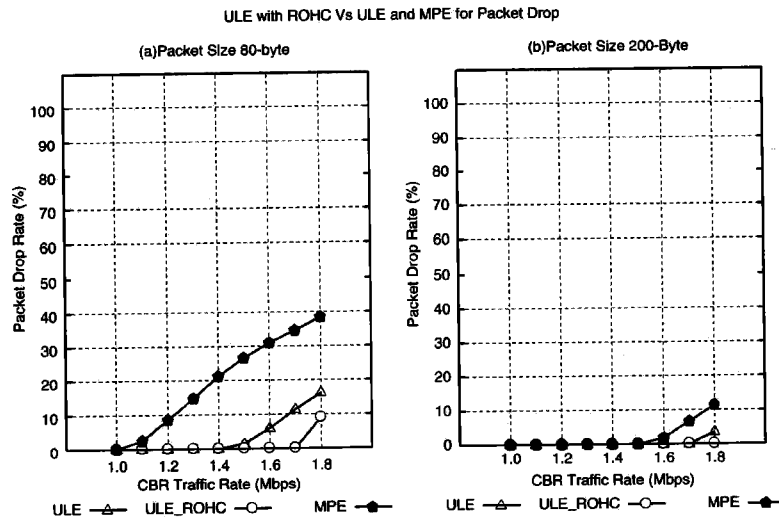 ULE with ROHC Vs ULE and MPE for Packet Drop
(a)Packet Size 80-byte
100
90
80
70
60
50
40
30
20
10
0
Packet Drop Rate (%)
1.0 1.2 1.4 1.6 1.8
CBR Traffic Rate (Mbps)
ULE ULE_ROHC MPE
(b)Packet Size 200-Byte
100
90
80
70
60
50
40
30
20
10
0
Packet Drop Rate (%)
1.0 1.2 1.4 1.6 1.8
CBR Traffic Rate (Mbps)
ULE ULE_ROHC MPE